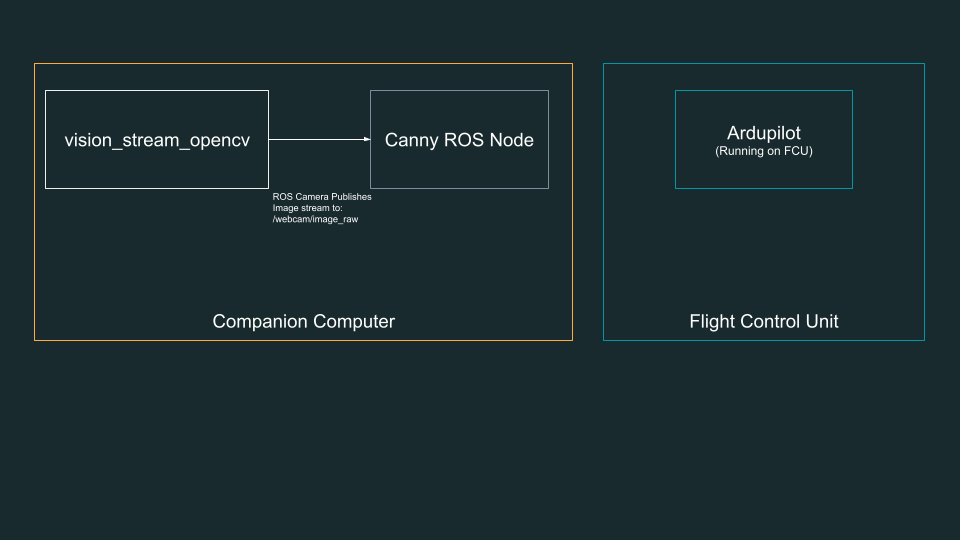 vision_stream_opencv
Canny ROS Node
ROS Camera Publishes
Image stream to:
/webcam/image_raw
Companion Computer
Ardupilot
(Running on FCU)
Flight Control Unit